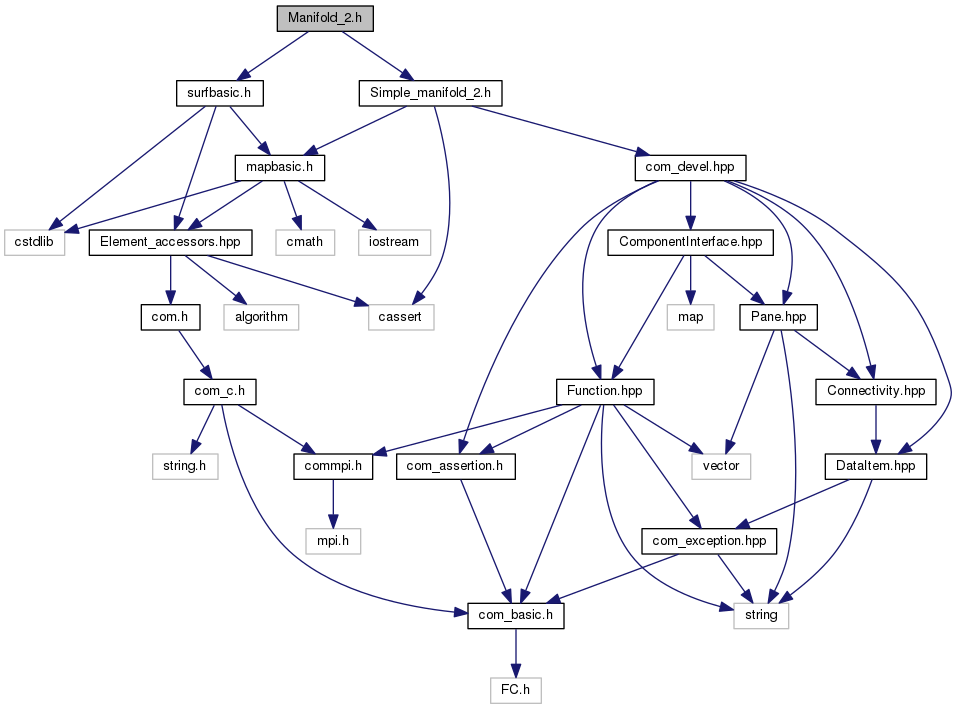 Manifold_2.h
surfbasic.h
Simple_manifold_2.h
mapbasic.h
com_devel.hpp
cstdlib
Element_accessors.hpp
cmath
iostream
ComponentInterface.hpp
com.h
algorithm
cassert
map
Pane.hpp
com_c.h
Function.hpp
Connectivity.hpp
string.h
commpi.h
com_assertion.h
vector
DataItem.hpp
mpi.h
com_exception.hpp
com_basic.h
string
FC.h